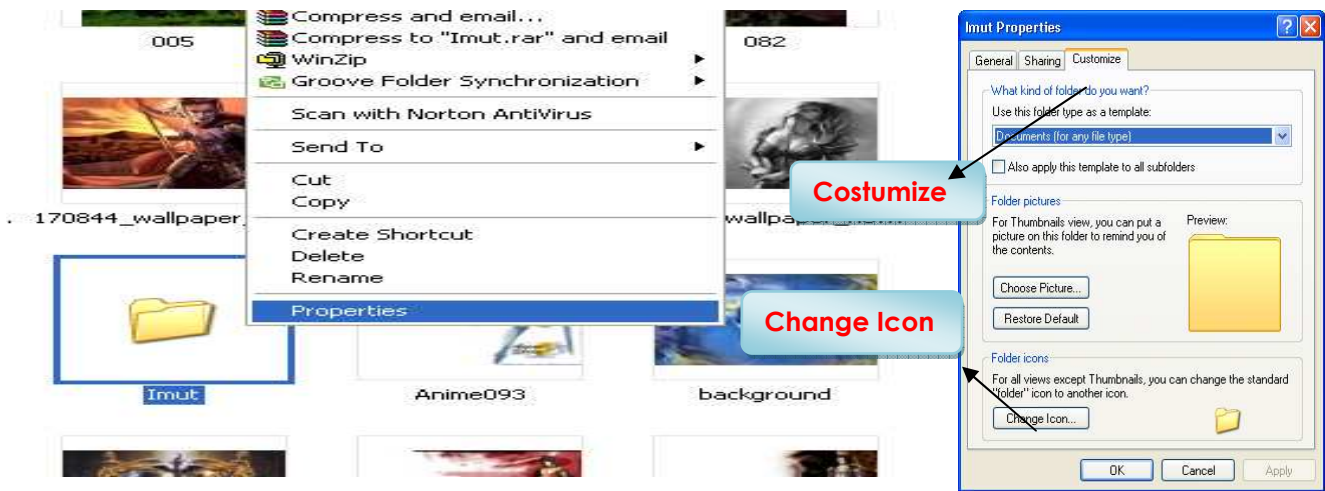 Compress and email...
Compress to "Imut.rar" and email
WinZip
Groove Folder Synchronization
Scan with Norton AntiVirus
Send To
Cut
Copy
Create Shortcut
Delete
Rename
Properties
005
082
170844_wallpaper
wallpaper
Imut
Anime093
background
Costumize
Change Icon
Imut Properties
General Sharing Customize
What kind of folder do you want?
Use this folder type as a template:
Documents (for any file type)
Also apply this template to all subfolders
Folder pictures
For Thumbnails view, you can put a
picture on this folder to remind you of
the contents.
Preview:
Choose Picture...
Restore Default
Folder icons
For all views except Thumbnails, you can change the standard
"folder" icon to another icon.
Change Icon...
OK Cancel Apply